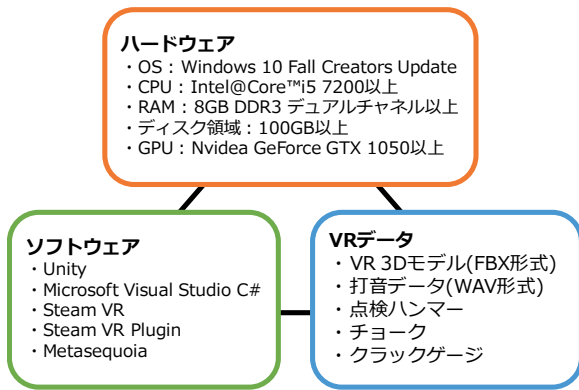 ハードウェア
・OS：Windows 10 Fall Creators Update
・CPU：Intel@Core™i5 7200以上
・RAM：8GB DDR3 デュアルチャネル以上
・ディスク領域：100GB以上
・GPU：Nvidea GeForce GTX 1050以上
ソフトウェア
・Unity
・Microsoft Visual Studio C#
・Steam VR
・Steam VR Plugin
・Metasequoia
VRデータ
・VR 3Dモデル(FBX形式)
・打音データ(WAV形式)
・点検ハンマー
・チョーク
・クラックゲージ